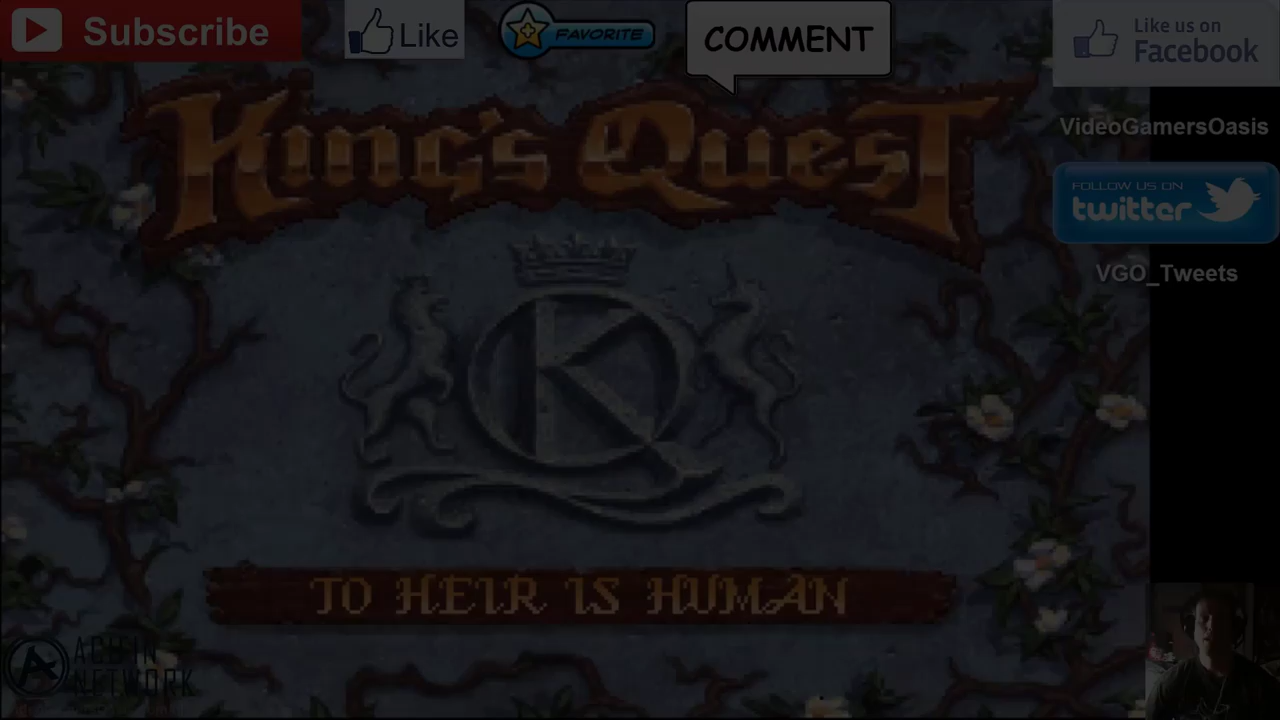 Subscribe
Like
FAVORITE
COMMENT
Like us on
Facebook
VideoGamersOasis
FOLLOW US ON
twitter
VGO_Tweets
King's Quest
KQ
TO HEIR IS HUMAN
NETWORK